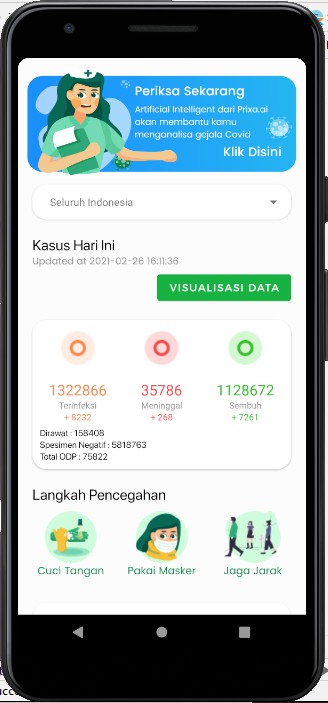 Periksa Sekarang
Artificial Intelligent dari Prixa.ai
akan membantu kamu
menganalisa gejala Covid
Klik Disini
Seluruh Indonesia
Kasus Hari Ini
Updated at 2021-02-26 16:11:36
VISUALISASI DATA
1322866 35786 1128672
Terinfeksi Meninggal Sembuh
+ 8232 + 268 + 7261
Dirawat : 158408
Spesimen Negatif : 5818763
Total ODP : 75822
Langkah Pencegahan
Cuci Tangan Pakai Masker Jaga Jarak